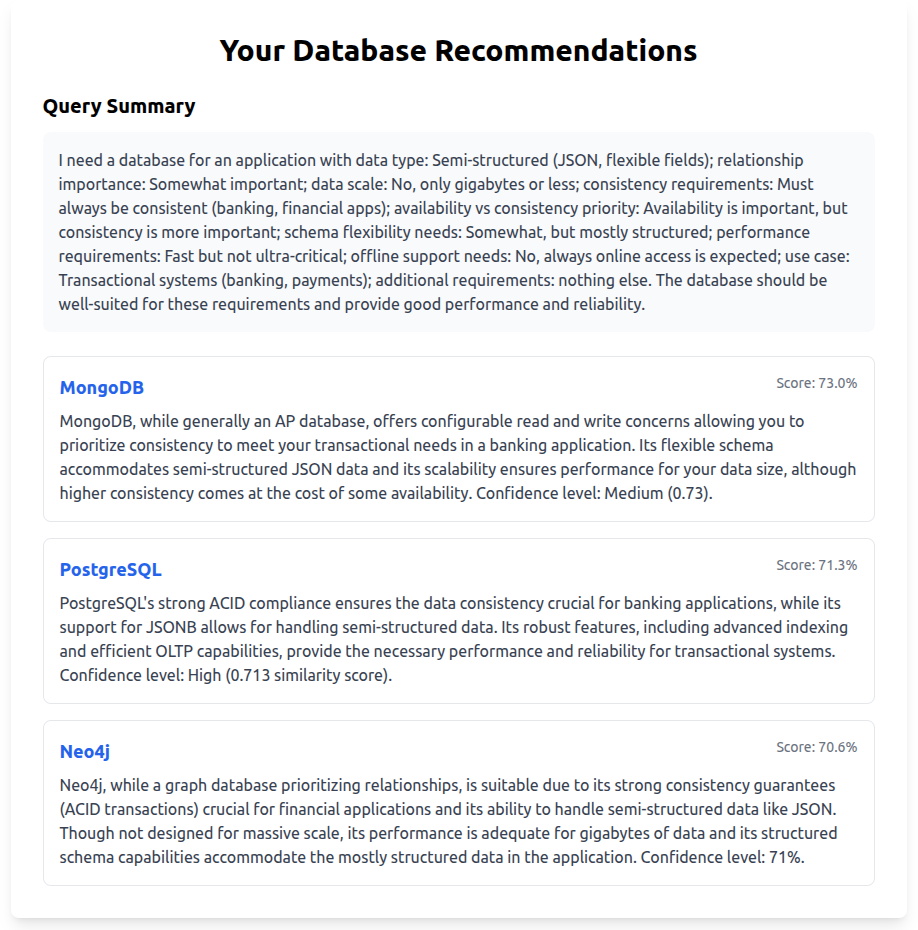 Your Database Recommendations
Query Summary
I need a database for an application with data type: Semi-structured (JSON, flexible fields); relationship
importance: Somewhat important; data scale: No, only gigabytes or less; consistency requirements: Must
always be consistent (banking, financial apps); availability vs consistency priority: Availability is important, but
consistency is more important; schema flexibility needs: Somewhat, but mostly structured; performance
requirements: Fast but not ultra-critical; offline support needs: No, always online access is expected; use case:
Transactional systems (banking, payments); additional requirements: nothing else. The database should be
well-suited for these requirements and provide good performance and reliability.
MongoDB
Score: 73.0%
MongoDB, while generally an AP database, offers configurable read and write concerns allowing you to
prioritize consistency to meet your transactional needs in a banking application. Its flexible schema
accommodates semi-structured JSON data and its scalability ensures performance for your data size, although
higher consistency comes at the cost of some availability. Confidence level: Medium (0.73).
PostgreSQL
Score: 71.3%
PostgreSQL's strong ACID compliance ensures the data consistency crucial for banking applications, while its
support for JSONB allows for handling semi-structured data. Its robust features, including advanced indexing
and efficient OLTP capabilities, provide the necessary performance and reliability for transactional systems.
Confidence level: High (0.713 similarity score).
Neo4j
Score: 70.6%
Neo4j, while a graph database prioritizing relationships, is suitable due to its strong consistency guarantees
(ACID transactions) crucial for financial applications and its ability to handle semi-structured data like JSON.
Though not designed for massive scale, its performance is adequate for gigabytes of data and its structured
schema capabilities accommodate the mostly structured data in the application. Confidence level: 71%.